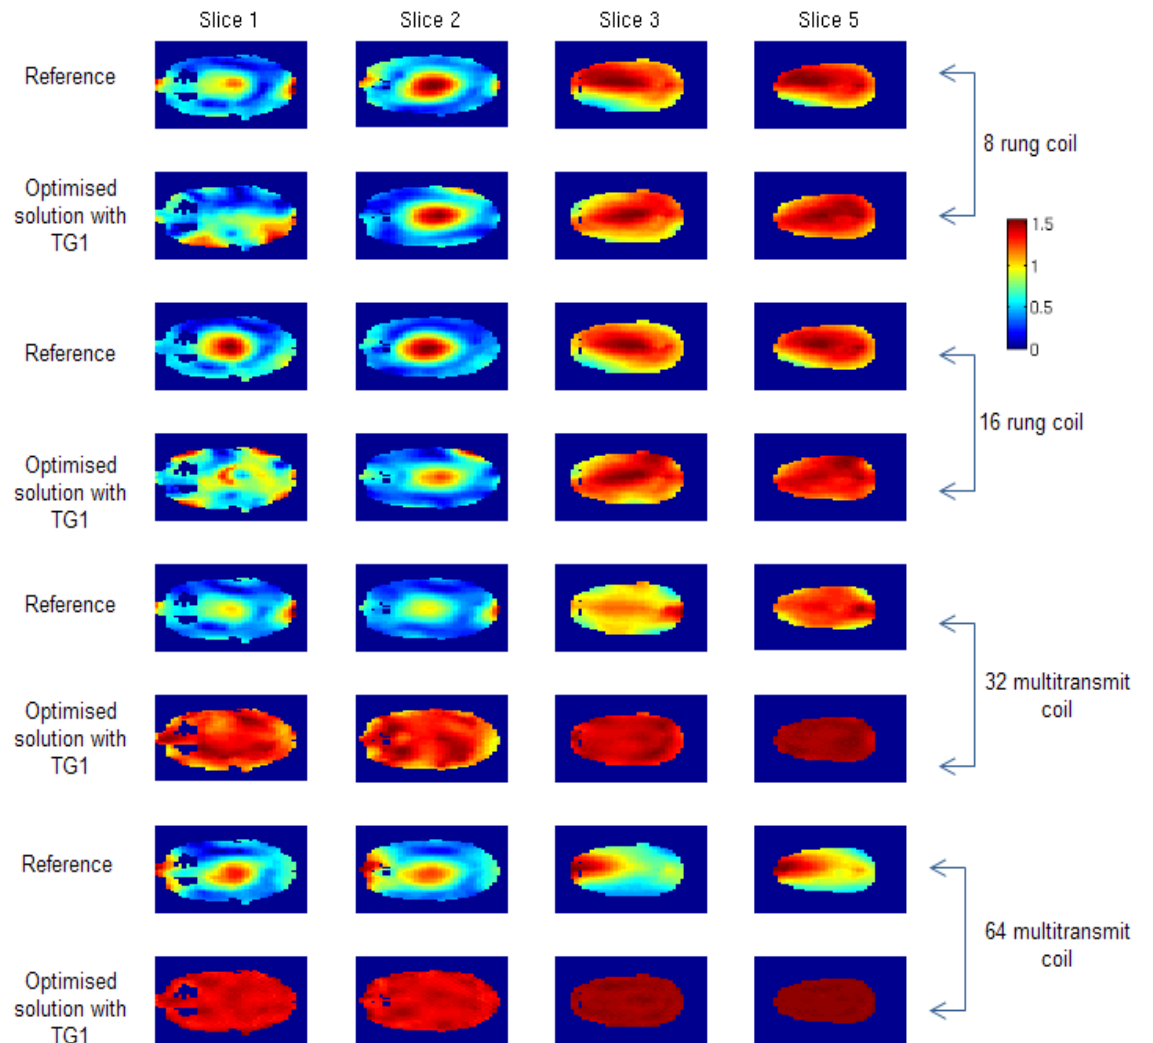 Slice 1 Slice 2 Slice 3 Slice 5
Reference
8 rung coil
Optimised
solution with
TG1
1.5
1
0.5
0
Reference
16 rung coil
Optimised
solution with
TG1
Reference
32 multitransmit
coil
Optimised
solution with
TG1
Reference
64 multitransmit
coil
Optimised
solution with
TG1